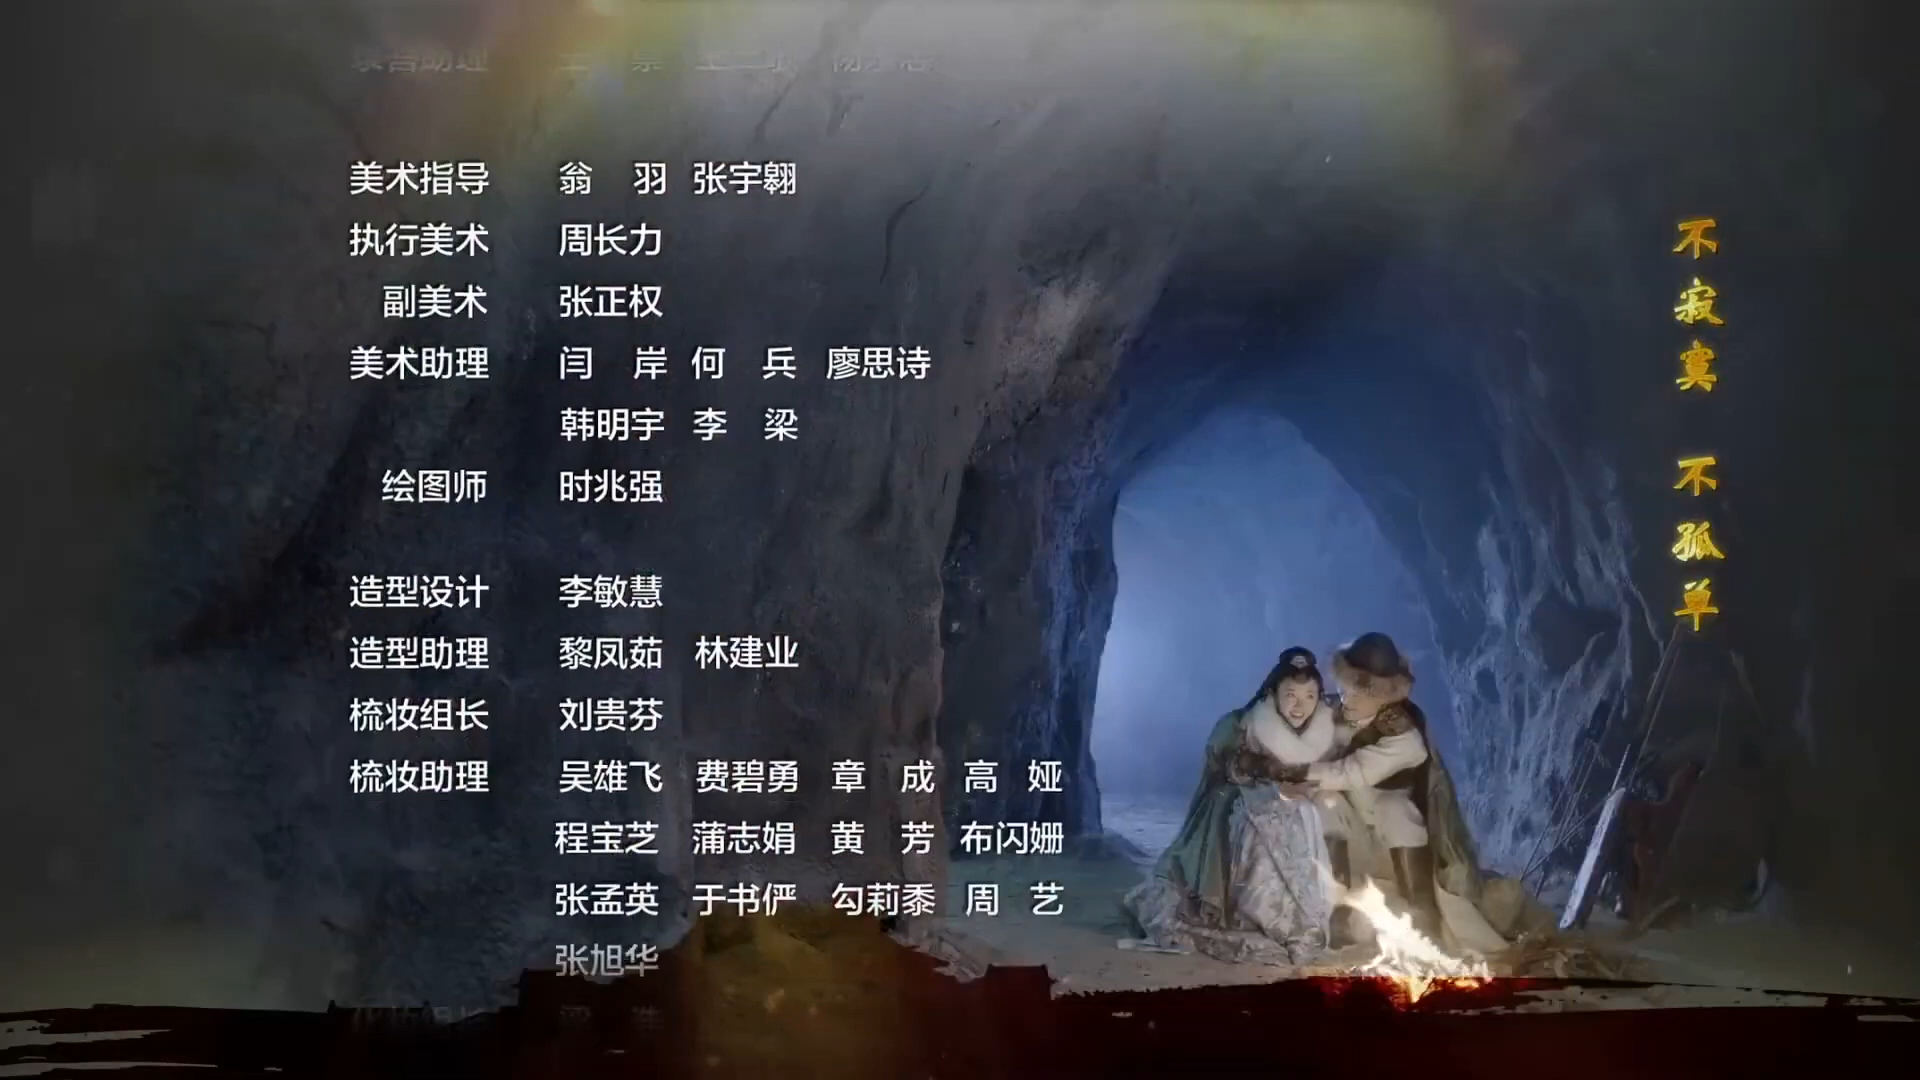 美术指导 翁 羽 张宇翱
执行美术 周长力
副美术 张正权
美术助理 闫 岸 何 兵 廖思诗
韩明宇 李 梁
绘图师 时兆强
造型设计 李敏慧
造型助理 黎凤茹 林建业
梳妆组长 刘贵芬
梳妆助理 吴雄飞 费碧勇 章 成 高 娅
程宝芝 蒲志娟 黄 芳 布闪姗
张孟英 于书俨 勾莉黍 周 艺
张旭华
不寂寞 不孤单